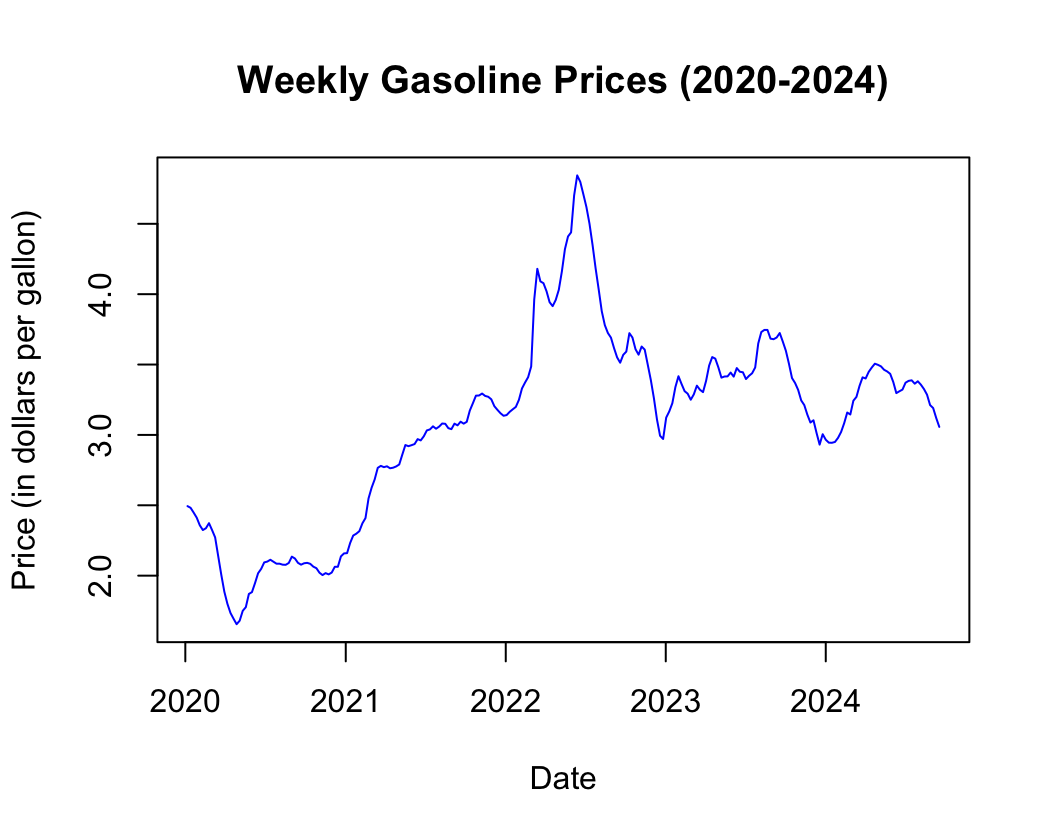 Weekly Gasoline Prices (2020-2024)
Price (in dollars per gallon)
4.0
3.0
2.0
2020 2021 2022 2023 2024
Date